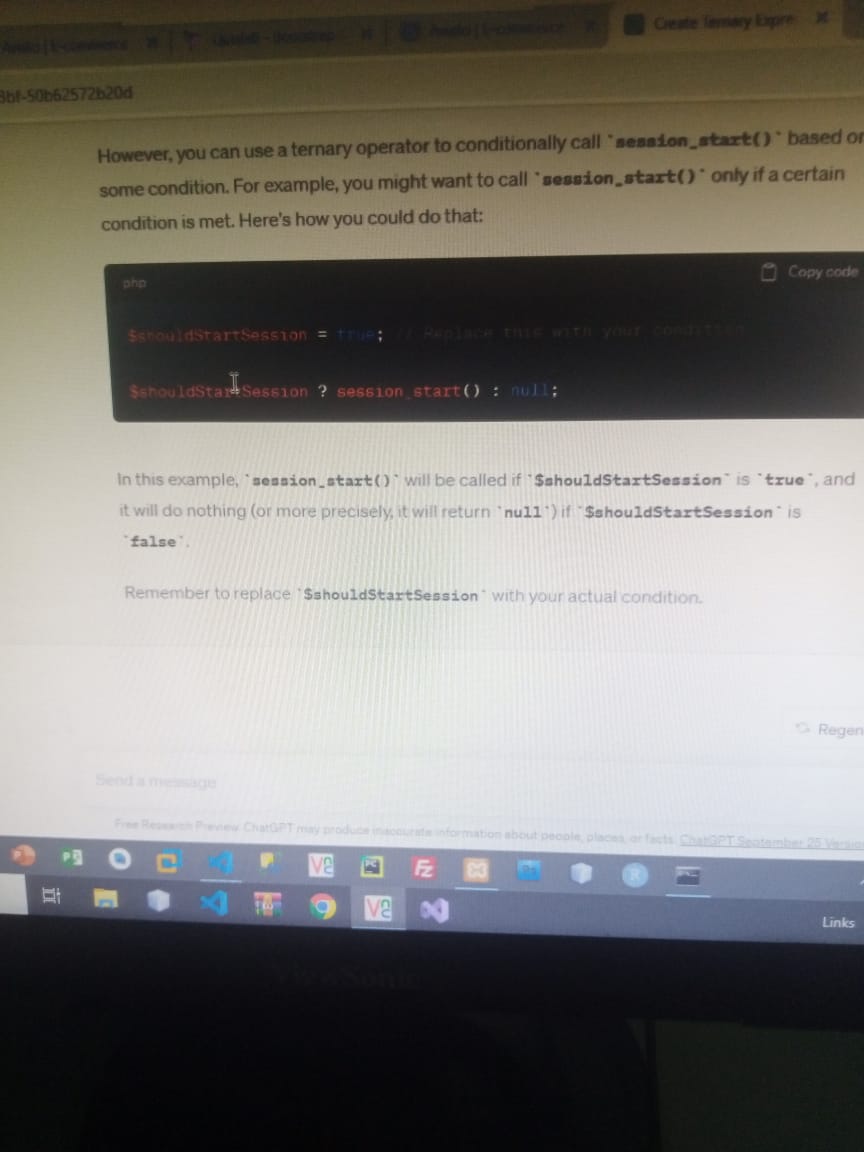 Create Ternary Expre
3bf-50b62572b20d
However, you can use a ternary operator to conditionally call `session_start()` based on
some condition. For example, you might want to call `session_start()` only if a certain
condition is met. Here's how you could do that:
php
Copy code
$shouldStartSession = true; // Replace this with your condition
$shouldStartSession ? session_start() : null;
In this example, `session_start()` will be called if `$shouldStartSession` is `true`, and
it will do nothing (or more precisely, it will return `null`) if `$shouldStartSession` is
`false`.
Remember to replace `$shouldStartSession` with your actual condition.
Regen
Send a message
Free Research Preview. ChatGPT may produce inaccurate information about people, places, or facts. ChatGPT September 25 Version
Links
ViewSonic